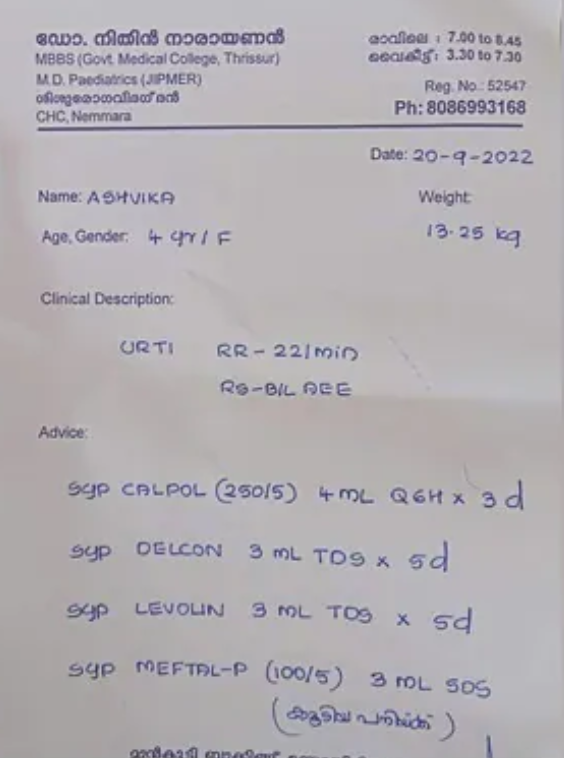 ഡോ. നിതിൻ നാരായണൻ
MBBS (Govt. Medical College, Thrissur)
M.D. Paediatrics (JIPMER)
ശിശുരോഗവിദഗ്ദ്ധൻ
CHC, Nemmara
രാവിലെ : 7.00 to 8.45
വൈകീട്ട് : 3.30 to 7.30
Reg. No.: 52547
Ph: 8086993168
Date: 20-9-2022
Name: ASHVIKA
Weight:
Age, Gender: 4 yr / F
13.25 kg
Clinical Description:
URTI RR - 22/min
RS-B/L AEE
Advice:
Syp CALPOL (250/5) 4 mL Q6H x 3 d
Syp DELCON 3 mL TDS x 5d
Syp LEVOLIN 3 mL TDS x 5d
Syp MEFTAL-P (100/5) 3 mL SOS
(കൂടിയ പനിയ്ക്ക്)